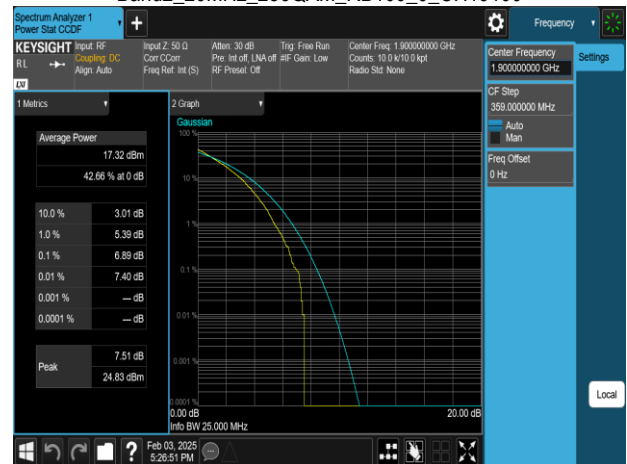 Spectrum Analyzer 1
Power Stat CCDF
+
Frequency
KEYSIGHT
RL
LXI
Input: RF
Coupling: DC
Align: Auto
Input Z: 50 Ω
Corr CCorr
Freq Ref: Int (S)
Atten: 30 dB
Pre: Int off, LNA off
RF Preset: Off
Trig: Free Run
#IF Gain: Low
Center Freq: 1.900000000 GHz
Counts: 10.0 k/10.0 kpt
Radio Std: None
Center Frequency
1.900000000 GHz
Settings
CF Step
359.000000 MHz
Auto
Man
Freq Offset
0 Hz
1 Metrics
Average Power
17.32 dBm
42.66 % at 0 dB
10.0 % 3.01 dB
1.0 % 5.39 dB
0.1 % 6.89 dB
0.01 % 7.40 dB
0.001 % --- dB
0.0001 % --- dB
Peak
7.51 dB
24.83 dBm
2 Graph
Gaussian
100 %
10 %
1 %
0.1 %
0.01 %
0.001 %
0.0001 %
0.00 dB 20.00 dB
Info BW 25.000 MHz
Local
?
Feb 03, 2025
5:26:51 PM